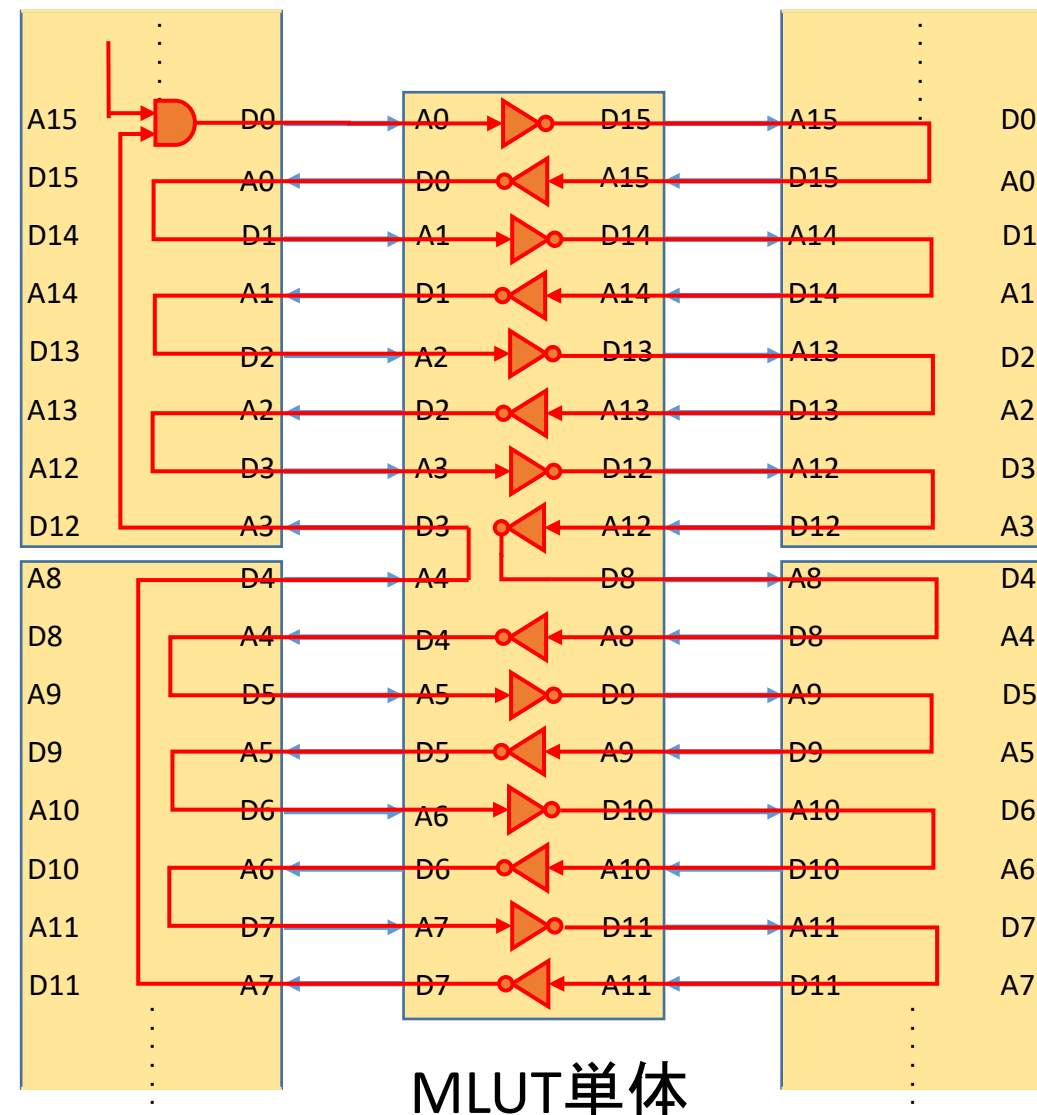 A15 D0 A0 D15 A15 D0
D15 A0 D0 A15 D15 A0
D14 D1 A1 D14 A14 D1
A14 A1 D1 A14 D14 A1
D13 D2 A2 D13 A13 D2
A13 A2 D2 A13 D13 A2
A12 D3 A3 D12 A12 D3
D12 A3 D3 A12 D12 A3
A8 D4 A4 D8 A8 D4
D8 A4 D4 A8 D8 A4
A9 D5 A5 D9 A9 D5
D9 A5 D5 A9 D9 A5
A10 D6 A6 D10 A10 D6
D10 A6 D6 A10 D10 A6
A11 D7 A7 D11 A11 D7
D11 A7 D7 A11 D11 A7
MLUT単体